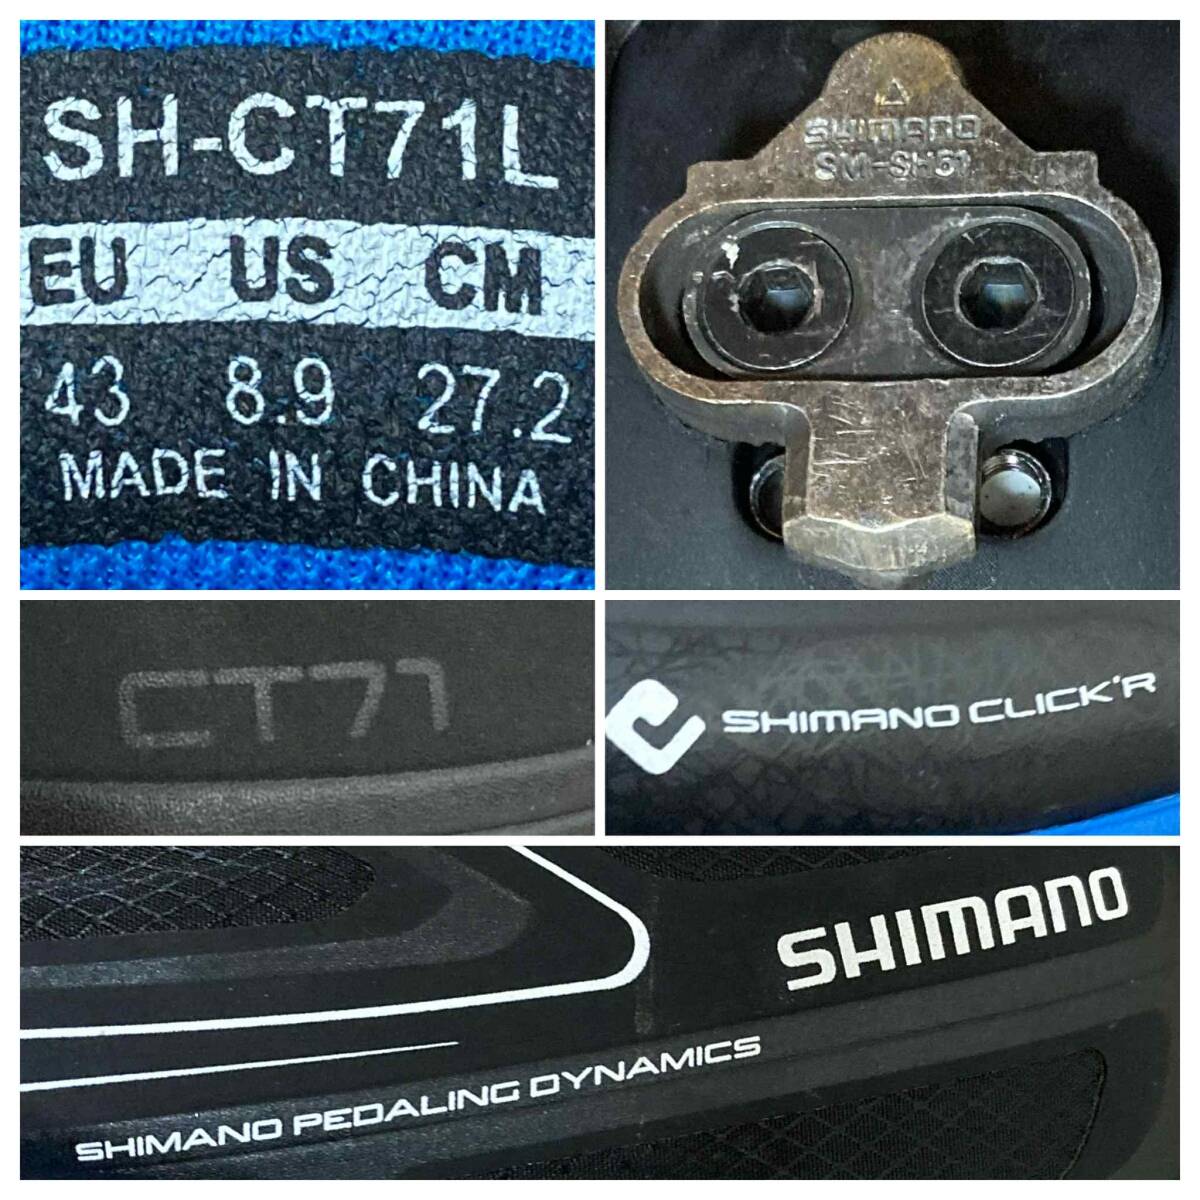 SH-CT71L
EU US CM
43 8.9 27.2
MADE IN CHINA
SHIMANO
SM-SH51
CT71
SHIMANO CLICK'R
SHIMANO
SHIMANO PEDALING DYNAMICS